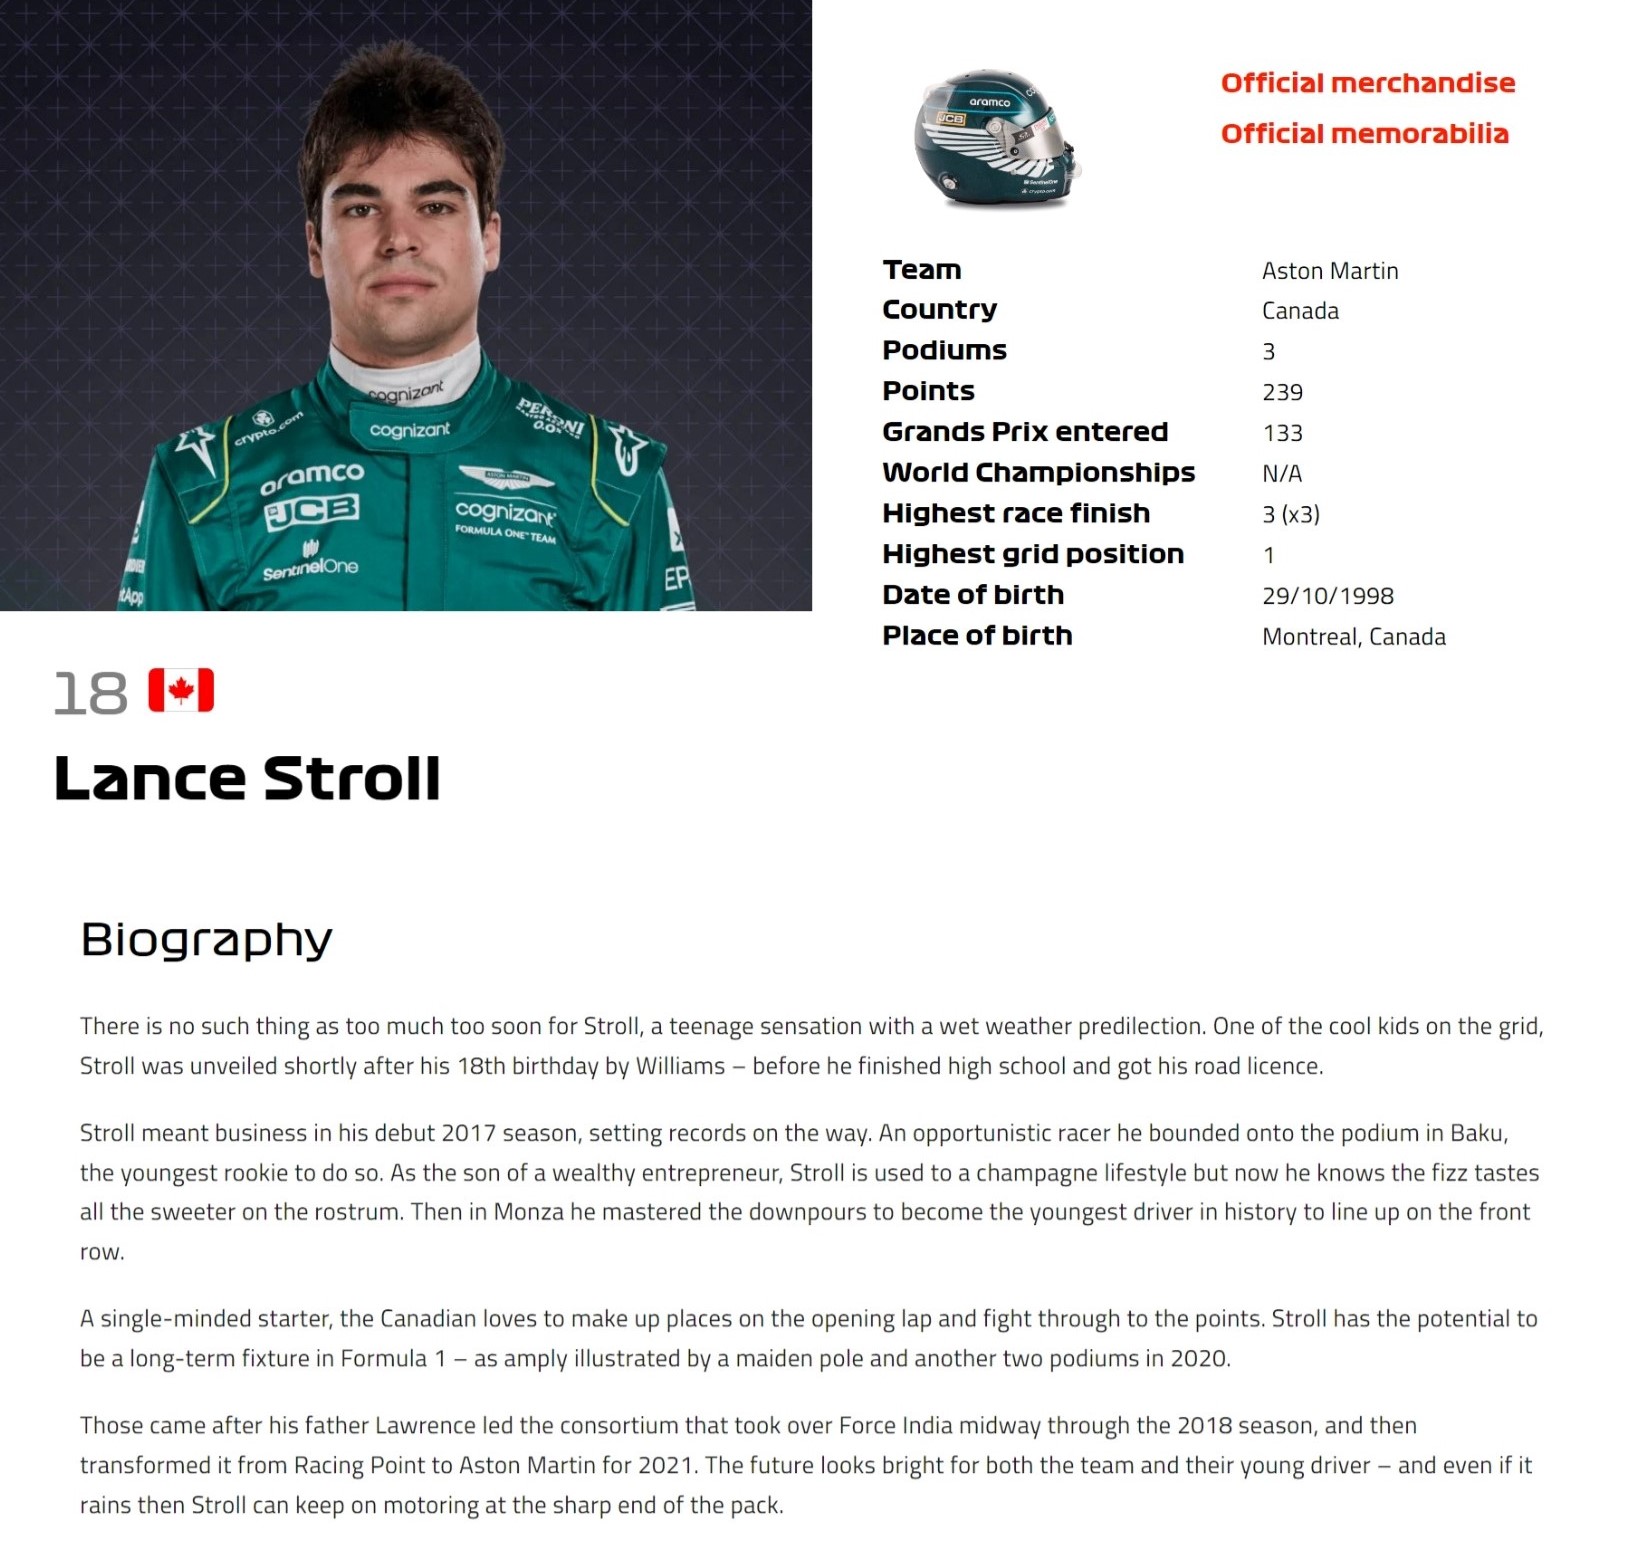 Official merchandise
Official memorabilia
aramco
JCB
SentinelOne
crypto.com
cognizant
cognizant
crypto.com
PERONI
0.0%
aramco
JCB
SentinelOne
ASTON MARTIN
cognizant
FORMULA ONE™ TEAM
EP
Team Aston Martin
Country Canada
Podiums 3
Points 239
Grands Prix entered 133
World Championships N/A
Highest race finish 3 (x3)
Highest grid position 1
Date of birth 29/10/1998
Place of birth Montreal, Canada
18
Lance Stroll
Biography
There is no such thing as too much too soon for Stroll, a teenage sensation with a wet weather predilection. One of the cool kids on the grid,
Stroll was unveiled shortly after his 18th birthday by Williams – before he finished high school and got his road licence.
Stroll meant business in his debut 2017 season, setting records on the way. An opportunistic racer he bounded onto the podium in Baku,
the youngest rookie to do so. As the son of a wealthy entrepreneur, Stroll is used to a champagne lifestyle but now he knows the fizz tastes
all the sweeter on the rostrum. Then in Monza he mastered the downpours to become the youngest driver in history to line up on the front
row.
A single-minded starter, the Canadian loves to make up places on the opening lap and fight through to the points. Stroll has the potential to
be a long-term fixture in Formula 1 – as amply illustrated by a maiden pole and another two podiums in 2020.
Those came after his father Lawrence led the consortium that took over Force India midway through the 2018 season, and then
transformed it from Racing Point to Aston Martin for 2021. The future looks bright for both the team and their young driver – and even if it
rains then Stroll can keep on motoring at the sharp end of the pack.